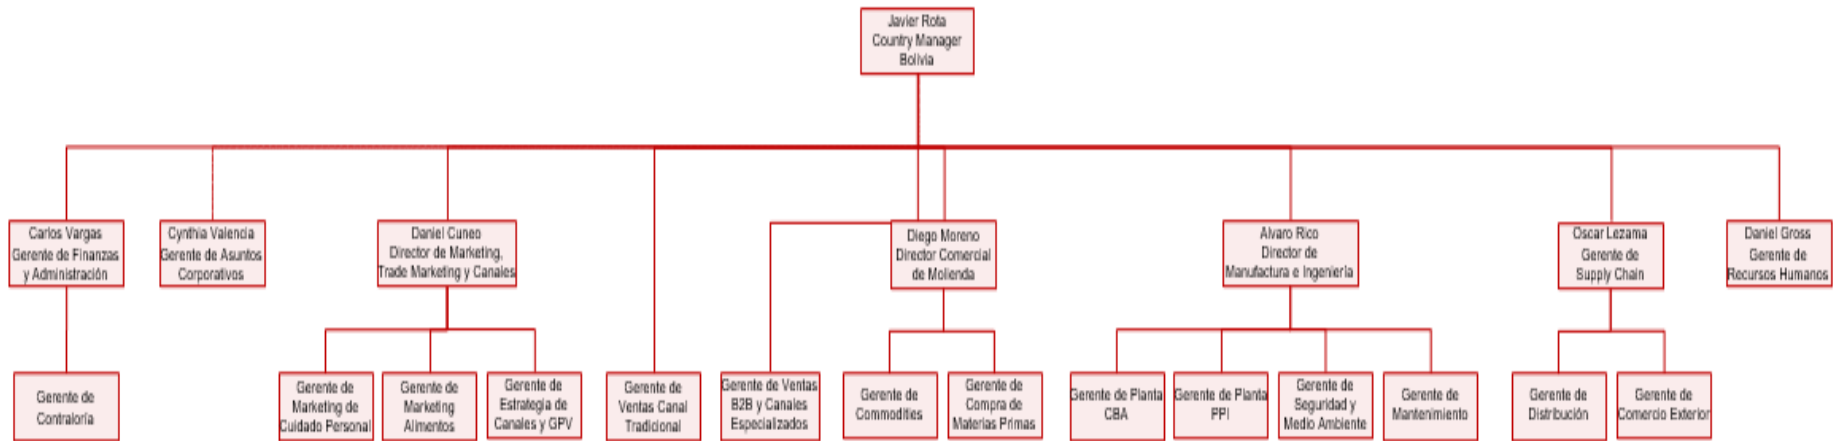 Javier Rota
Country Manager
Bolivia
Carlos Vargas
Gerente de Finanzas
y Administración
Cynthia Valencia
Gerente de Asuntos
Corporativos
Daniel Cuneo
Director de Marketing,
Trade Marketing y Canales
Diego Moreno
Director Comercial
de Molienda
Alvaro Rico
Director de
Manufactura e Ingeniería
Oscar Lezama
Gerente de
Supply Chain
Daniel Gross
Gerente de
Recursos Humanos
Gerente de
Contraloría
Gerente de
Marketing de
Cuidado Personal
Gerente de
Marketing
Alimentos
Gerente de
Estrategia de
Canales y GPV
Gerente de
Ventas Canal
Tradicional
Gerente de Ventas
B2B y Canales
Especializados
Gerente de
Commodities
Gerente de
Compra de
Materias Primas
Gerente de Planta
CBA
Gerente de Planta
PPI
Gerente de
Seguridad y
Medio Ambiente
Gerente de
Mantenimiento
Gerente de
Distribución
Gerente de
Comercio Exterior